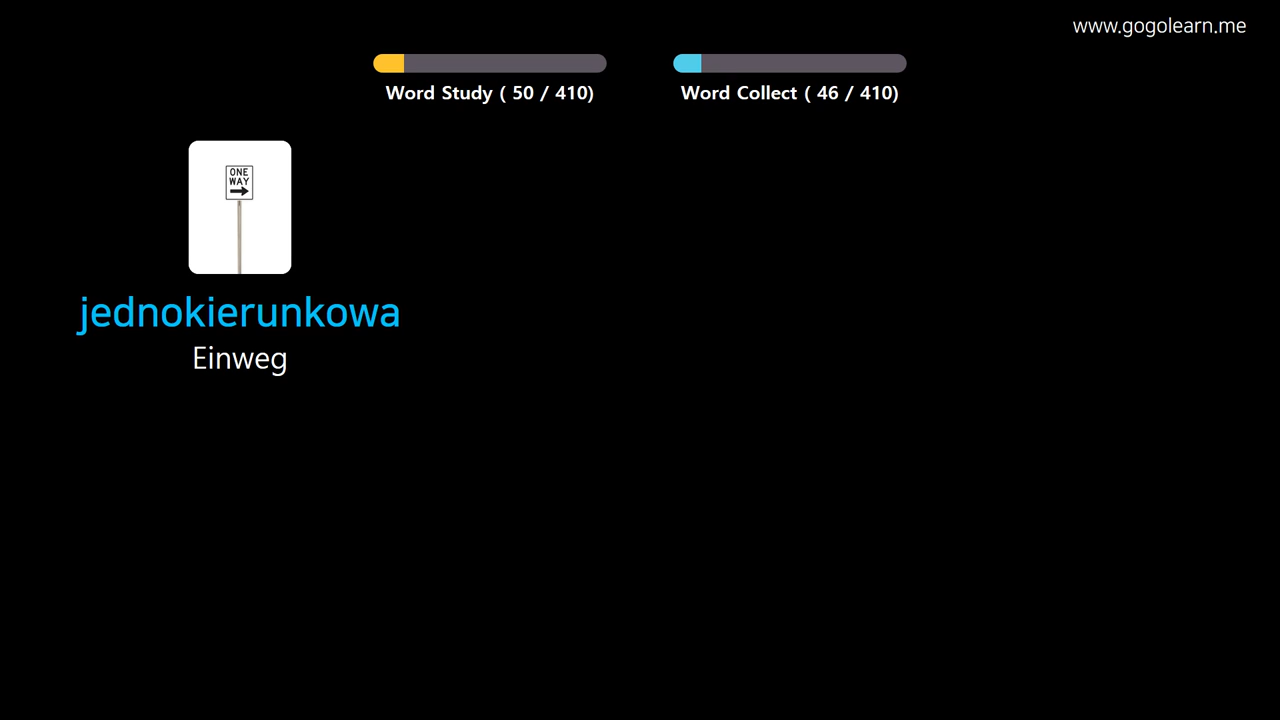 www.gogolearn.me
Word Study ( 50 / 410)
Word Collect ( 46 / 410)
ONE
WAY
jednokierunkowa
Einweg